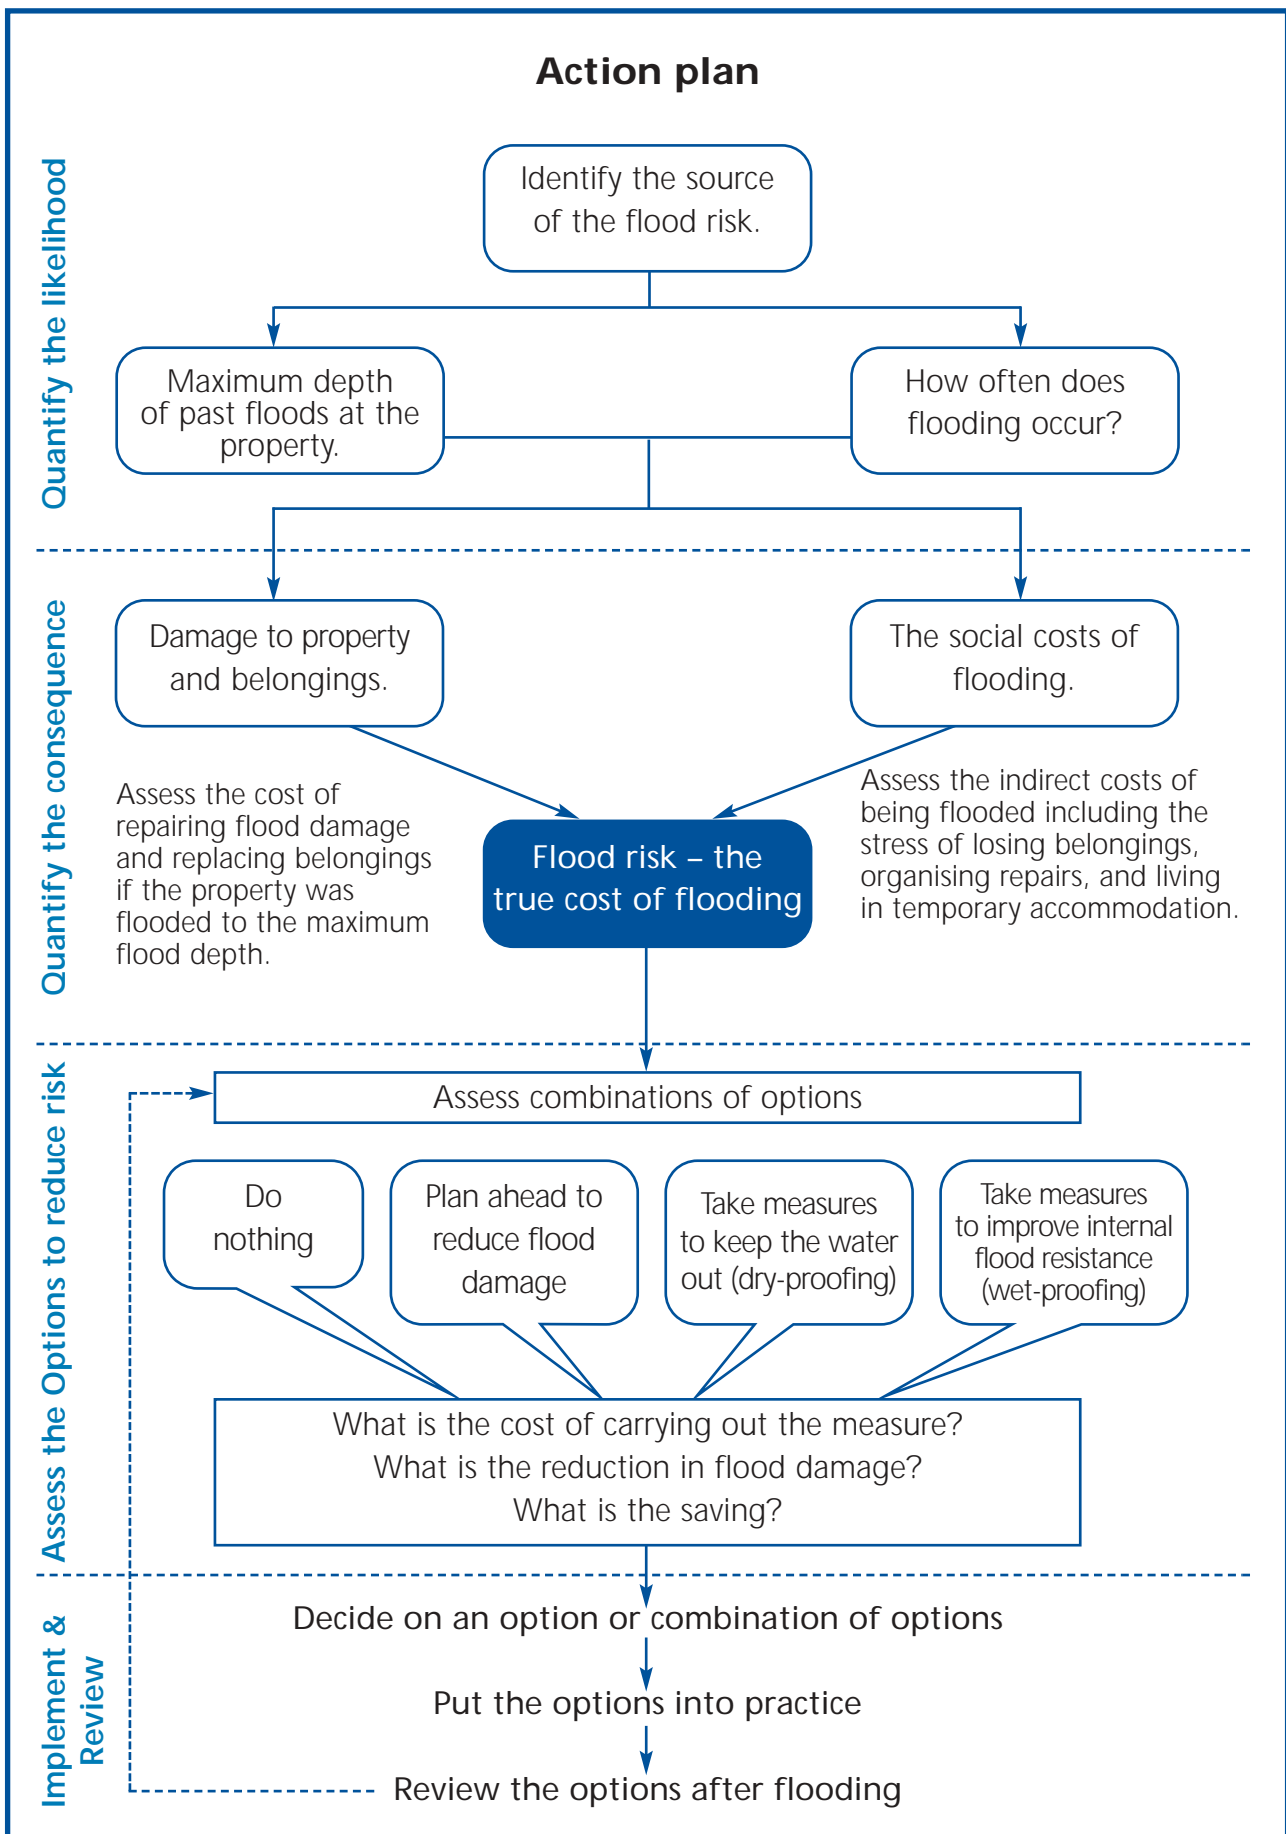 Action plan
Quantify the likelihood
Identify the source
of the flood risk.
Maximum depth
of past floods at the
property.
How often does
flooding occur?
Quantify the consequence
Damage to property
and belongings.
The social costs of
flooding.
Assess the cost of
repairing flood damage
and replacing belongings
if the property was
flooded to the maximum
flood depth.
Flood risk – the
true cost of flooding
Assess the indirect costs of
being flooded including the
stress of losing belongings,
organising repairs, and living
in temporary accommodation.
Assess the Options to reduce risk
Assess combinations of options
Do
nothing
Plan ahead to
reduce flood
damage
Take measures
to keep the water
out (dry-proofing)
Take measures
to improve internal
flood resistance
(wet-proofing)
What is the cost of carrying out the measure?
What is the reduction in flood damage?
What is the saving?
Implement &
Review
Decide on an option or combination of options
Put the options into practice
Review the options after flooding